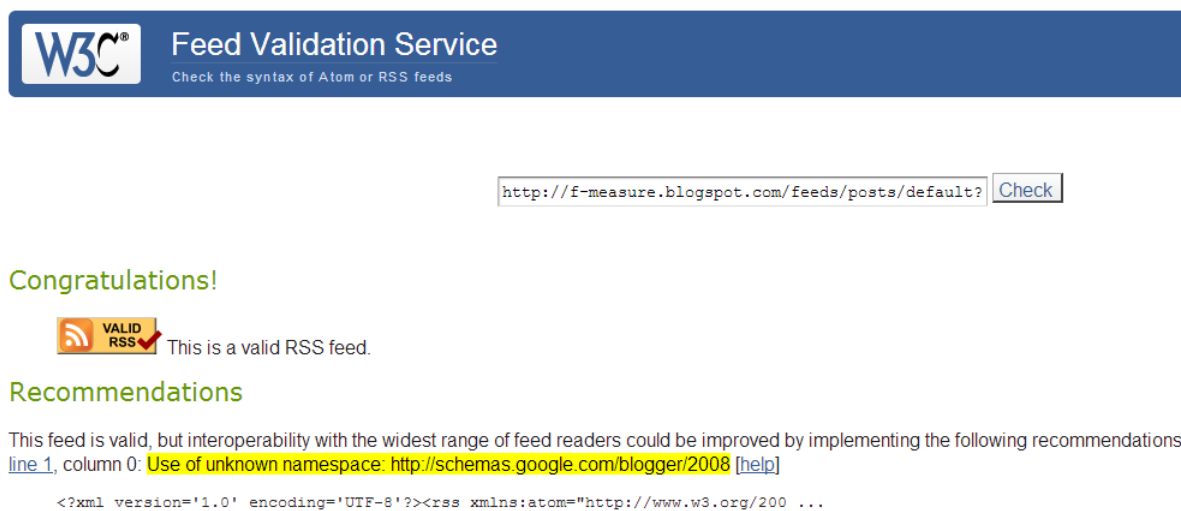 W3C®
Feed Validation Service
Check the syntax of Atom or RSS feeds
http://f-measure.blogspot.com/feeds/posts/default?
Check
Congratulations!
VALID
RSS
This is a valid RSS feed.
Recommendations
This feed is valid, but interoperability with the widest range of feed readers could be improved by implementing the following recommendations
line 1, column 0: Use of unknown namespace: http://schemas.google.com/blogger/2008 [help]
<?xml version='1.0' encoding='UTF-8'?><rss xmlns:atom="http://www.w3.org/200 ...